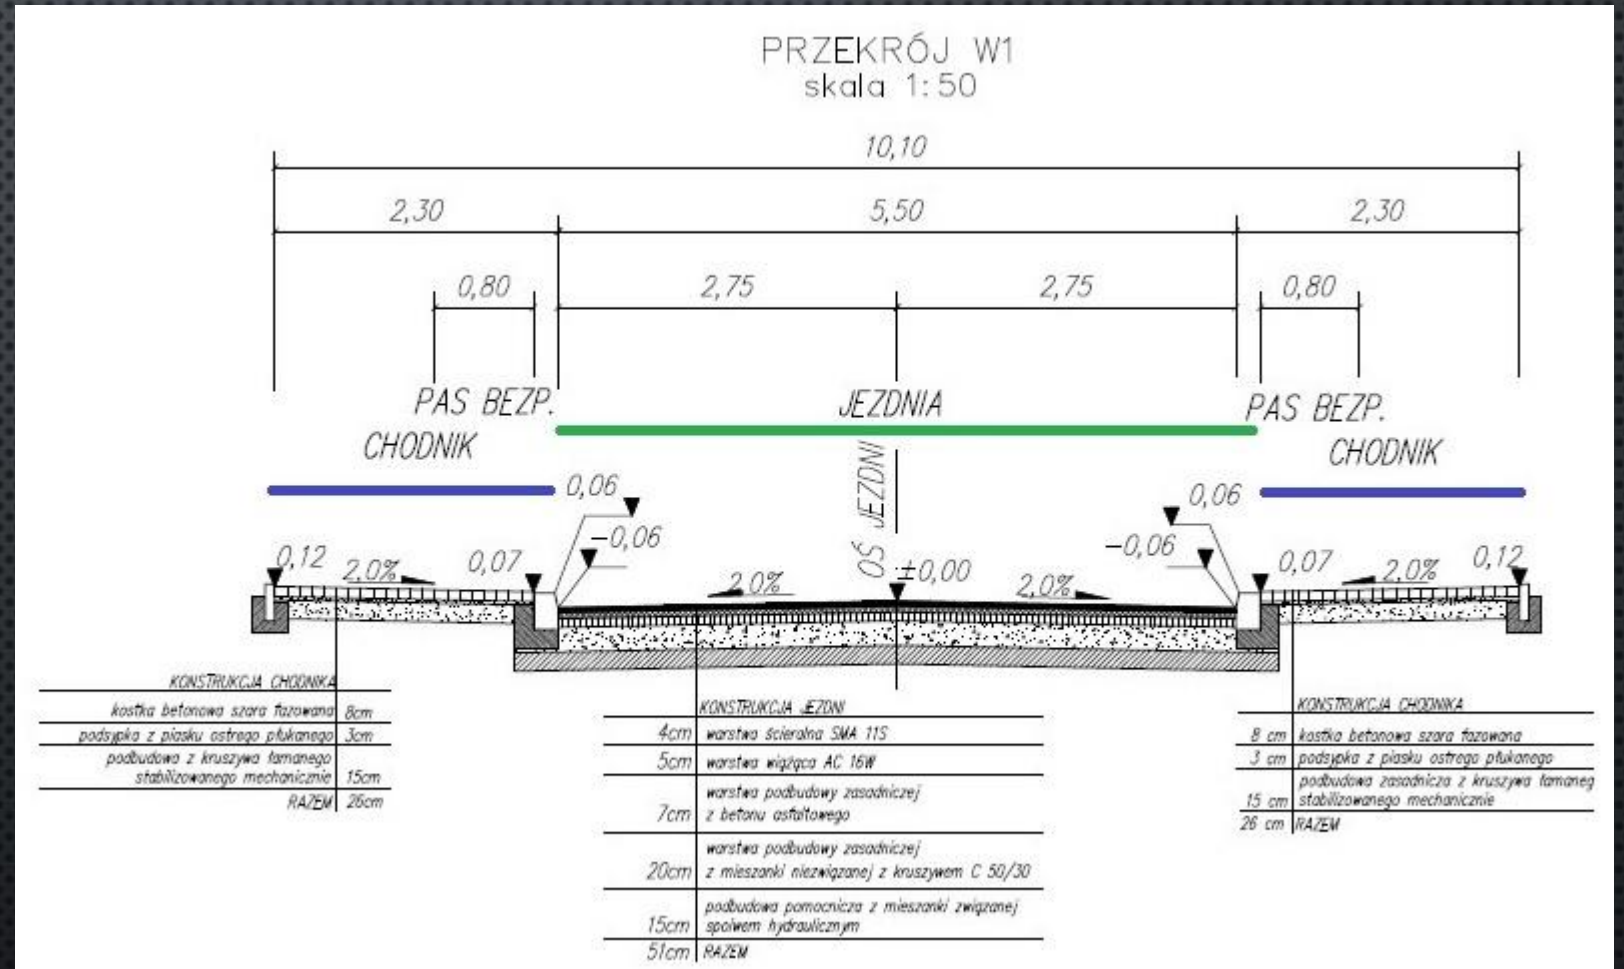 PRZEKRÓJ W1
skala 1:50
10,10
2,30
5,50
2,30
0,80
2,75
2,75
0,80
PAS BEZP.
JEZDNIA
PAS BEZP.
CHODNIK
CHODNIK
OŚ JEZDNI
0,06
0,06
-0,06
-0,06
0,12
2,0%
0,07
2,0%
±0,00
2,0%
0,07
2,0%
0,12
KONSTRUKCJA CHODNIKA
kostka betonowa szara fazowana 8cm
podsypka z piasku ostrego płukanego 3cm
podbudowa z kruszywa łamanego
stabilizowanego mechanicznie 15cm
RAZEM 26cm
KONSTRUKCJA JEZDNI
4cm warstwa ścieralna SMA 11S
5cm warstwa wiążąca AC 16W
warstwa podbudowy zasadniczej
7cm z betonu asfaltowego
warstwa podbudowy zasadniczej
20cm z mieszanki niezwiązanej z kruszywem C 50/30
podbudowa pomocnicza z mieszanki związanej
15cm spoiwem hydraulicznym
51cm RAZEM
KONSTRUKCJA CHODNIKA
8 cm kostka betonowa szara fazowana
3 cm podsypka z piasku ostrego płukanego
podbudowa zasadnicza z kruszywa łamaneg
15 cm stabilizowanego mechanicznie
26 cm RAZEM